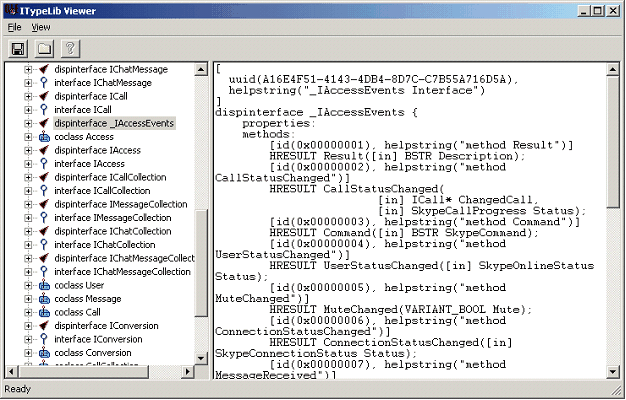 ITypeLib Viewer
File View
dispinterface IChatMessage
interface IChatMessage
dispinterface ICall
interface ICall
dispinterface _IAccessEvents
coclass Access
dispinterface IAccess
interface IAccess
dispinterface ICallCollection
interface ICallCollection
dispinterface IMessageCollection
interface IMessageCollection
dispinterface IChatCollection
interface IChatCollection
dispinterface IChatMessageCollect
interface IChatMessageCollection
coclass User
coclass Message
coclass Call
dispinterface IConversion
interface IConversion
coclass Conversion
coclass CallCollection
[
uuid(A16E4F51-4143-4DB4-8D7C-C7B55A716D5A),
helpstring("_IAccessEvents Interface")
]
dispinterface _IAccessEvents {
properties:
methods:
[id(0x00000001), helpstring("method Result")]
HRESULT Result([in] BSTR Description);
[id(0x00000002), helpstring("method
CallStatusChanged")]
HRESULT CallStatusChanged(
[in] ICall* ChangedCall,
[in] SkypeCallProgress Status);
[id(0x00000003), helpstring("method Command")]
HRESULT Command([in] BSTR SkypeCommand);
[id(0x00000004), helpstring("method
UserStatusChanged")]
HRESULT UserStatusChanged([in] SkypeOnlineStatus
Status);
[id(0x00000005), helpstring("method
MuteChanged")]
HRESULT MuteChanged(VARIANT_BOOL Mute);
[id(0x00000006), helpstring("method
ConnectionStatusChanged")]
HRESULT ConnectionStatusChanged([in]
SkypeConnectionStatus Status);
[id(0x00000007), helpstring("method
MessageReceived")]
Ready